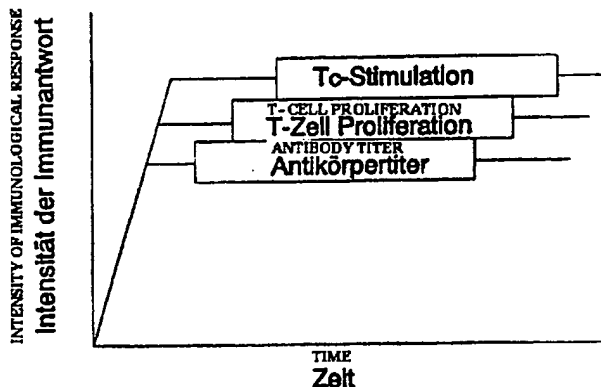 INTENSITY OF IMMUNOLOGICAL RESPONSE
Intensität der Immunantwort
Tc-Stimulation
T-CELL PROLIFERATION
T-Zell Proliferation
ANTIBODY TITER
Antikörpertiter
TIME
Zeit